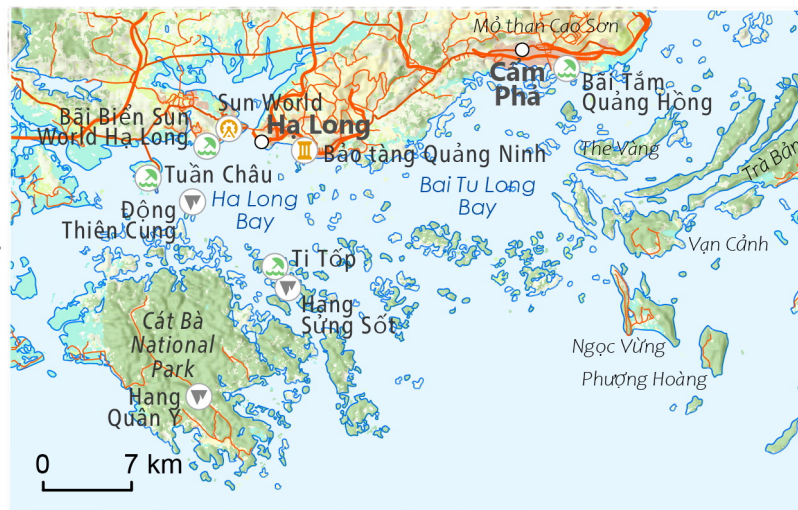 Mỏ than Cao Sơn
Cẩm
Phả
Bãi Tắm
Quảng Hồng
Sun World
Bãi Biển Sun
World Ha Long
Ha Long
Bảo tàng Quảng Ninh
Thẻ Vàng
Trà Bản
Tuần Châu
Ha Long
Bay
Bai Tu Long
Bay
Động
Thiên Cung
Vạn Cảnh
Ti Tốp
Hang
Sửng Sốt
Cát Bà
National
Park
Ngọc Vừng
Phượng Hoàng
Hang
Quân Y
0 7 km